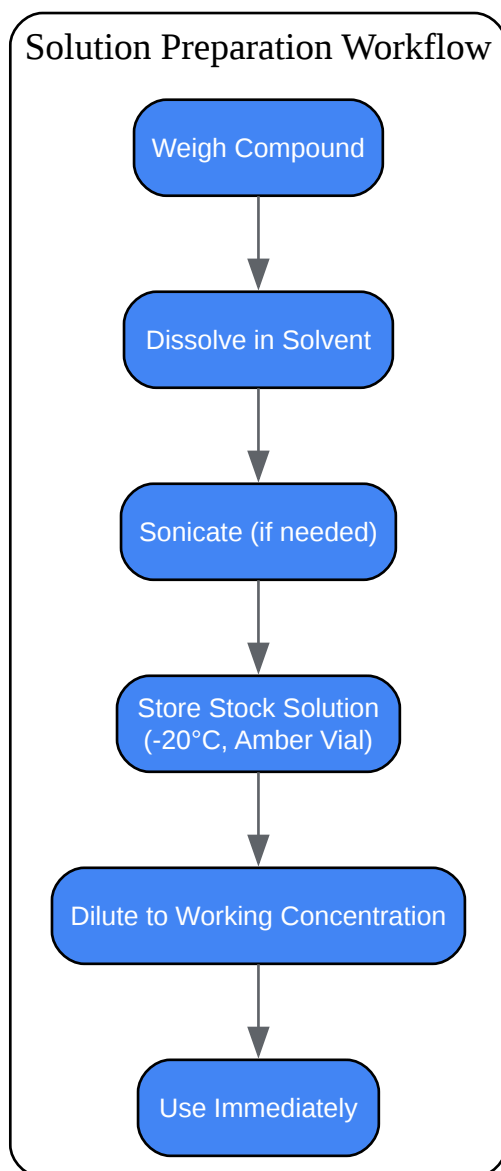 Solution Preparation Workflow
Weigh Compound
Dissolve in Solvent
Sonicate (if needed)
Store Stock Solution
(-20°C, Amber Vial)
Dilute to Working Concentration
Use Immediately